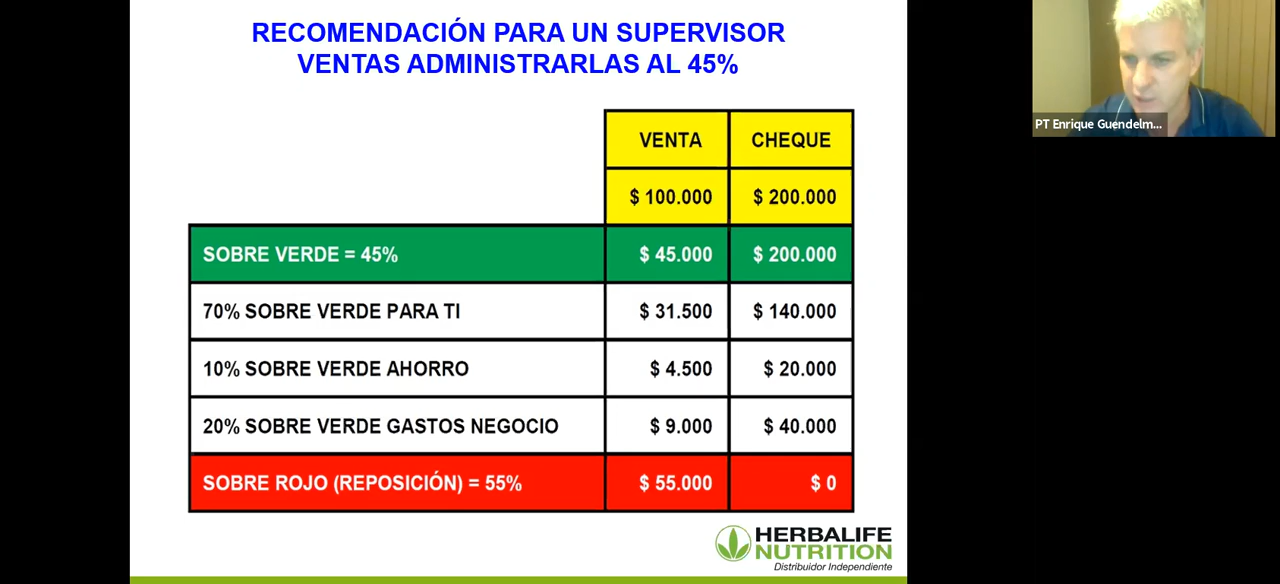 RECOMENDACIÓN PARA UN SUPERVISOR
VENTAS ADMINISTRARLAS AL 45%
PT Enrique Guendelm...
VENTA CHEQUE
$ 100.000 $ 200.000
SOBRE VERDE = 45% $ 45.000 $ 200.000
70% SOBRE VERDE PARA TI $ 31.500 $ 140.000
10% SOBRE VERDE AHORRO $ 4.500 $ 20.000
20% SOBRE VERDE GASTOS NEGOCIO $ 9.000 $ 40.000
SOBRE ROJO (REPOSICIÓN) = 55% $ 55.000 $ 0
HERBALIFE
NUTRITION
Distribuidor Independiente